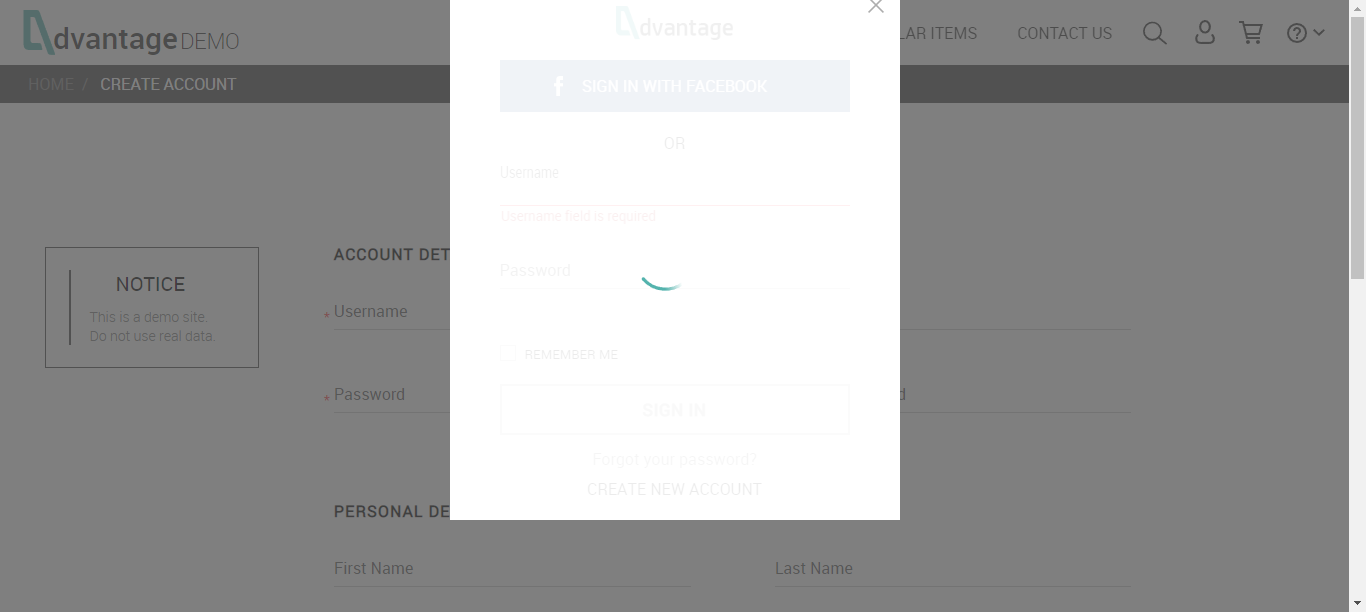 dvantage DEMO
dvantage
LAR ITEMS
CONTACT US
HOME / CREATE ACCOUNT
SIGN IN WITH FACEBOOK
OR
Username
Username field is required
Password
REMEMBER ME
SIGN IN
Forgot your password?
CREATE NEW ACCOUNT
NOTICE
This is a demo site.
Do not use real data.
ACCOUNT DET
Username
Password
d
PERSONAL DE
First Name
Last Name